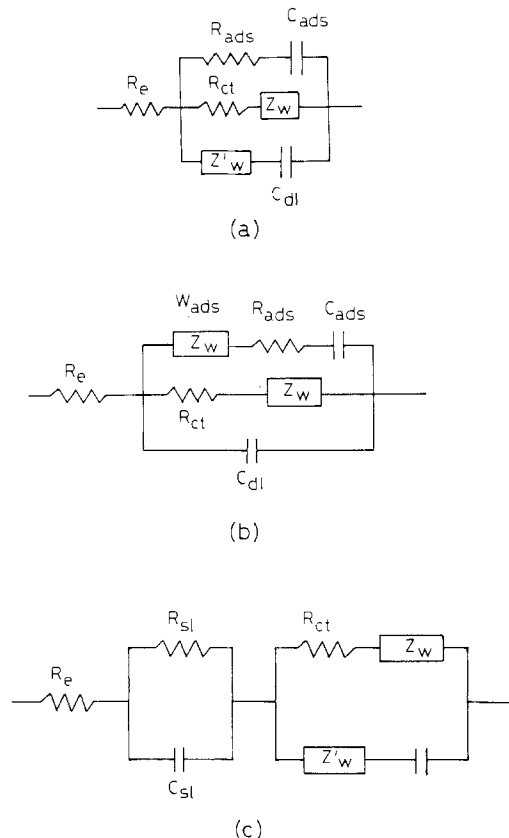 R_ads C_ads
R_e R_ct Z_w
Z'_w
C_dl
(a)
W_ads R_ads C_ads
Z_w
R_e
R_ct Z_w
C_dl
(b)
R_sl R_ct
Z_w
R_e
Z'_w
C_sl
(c)